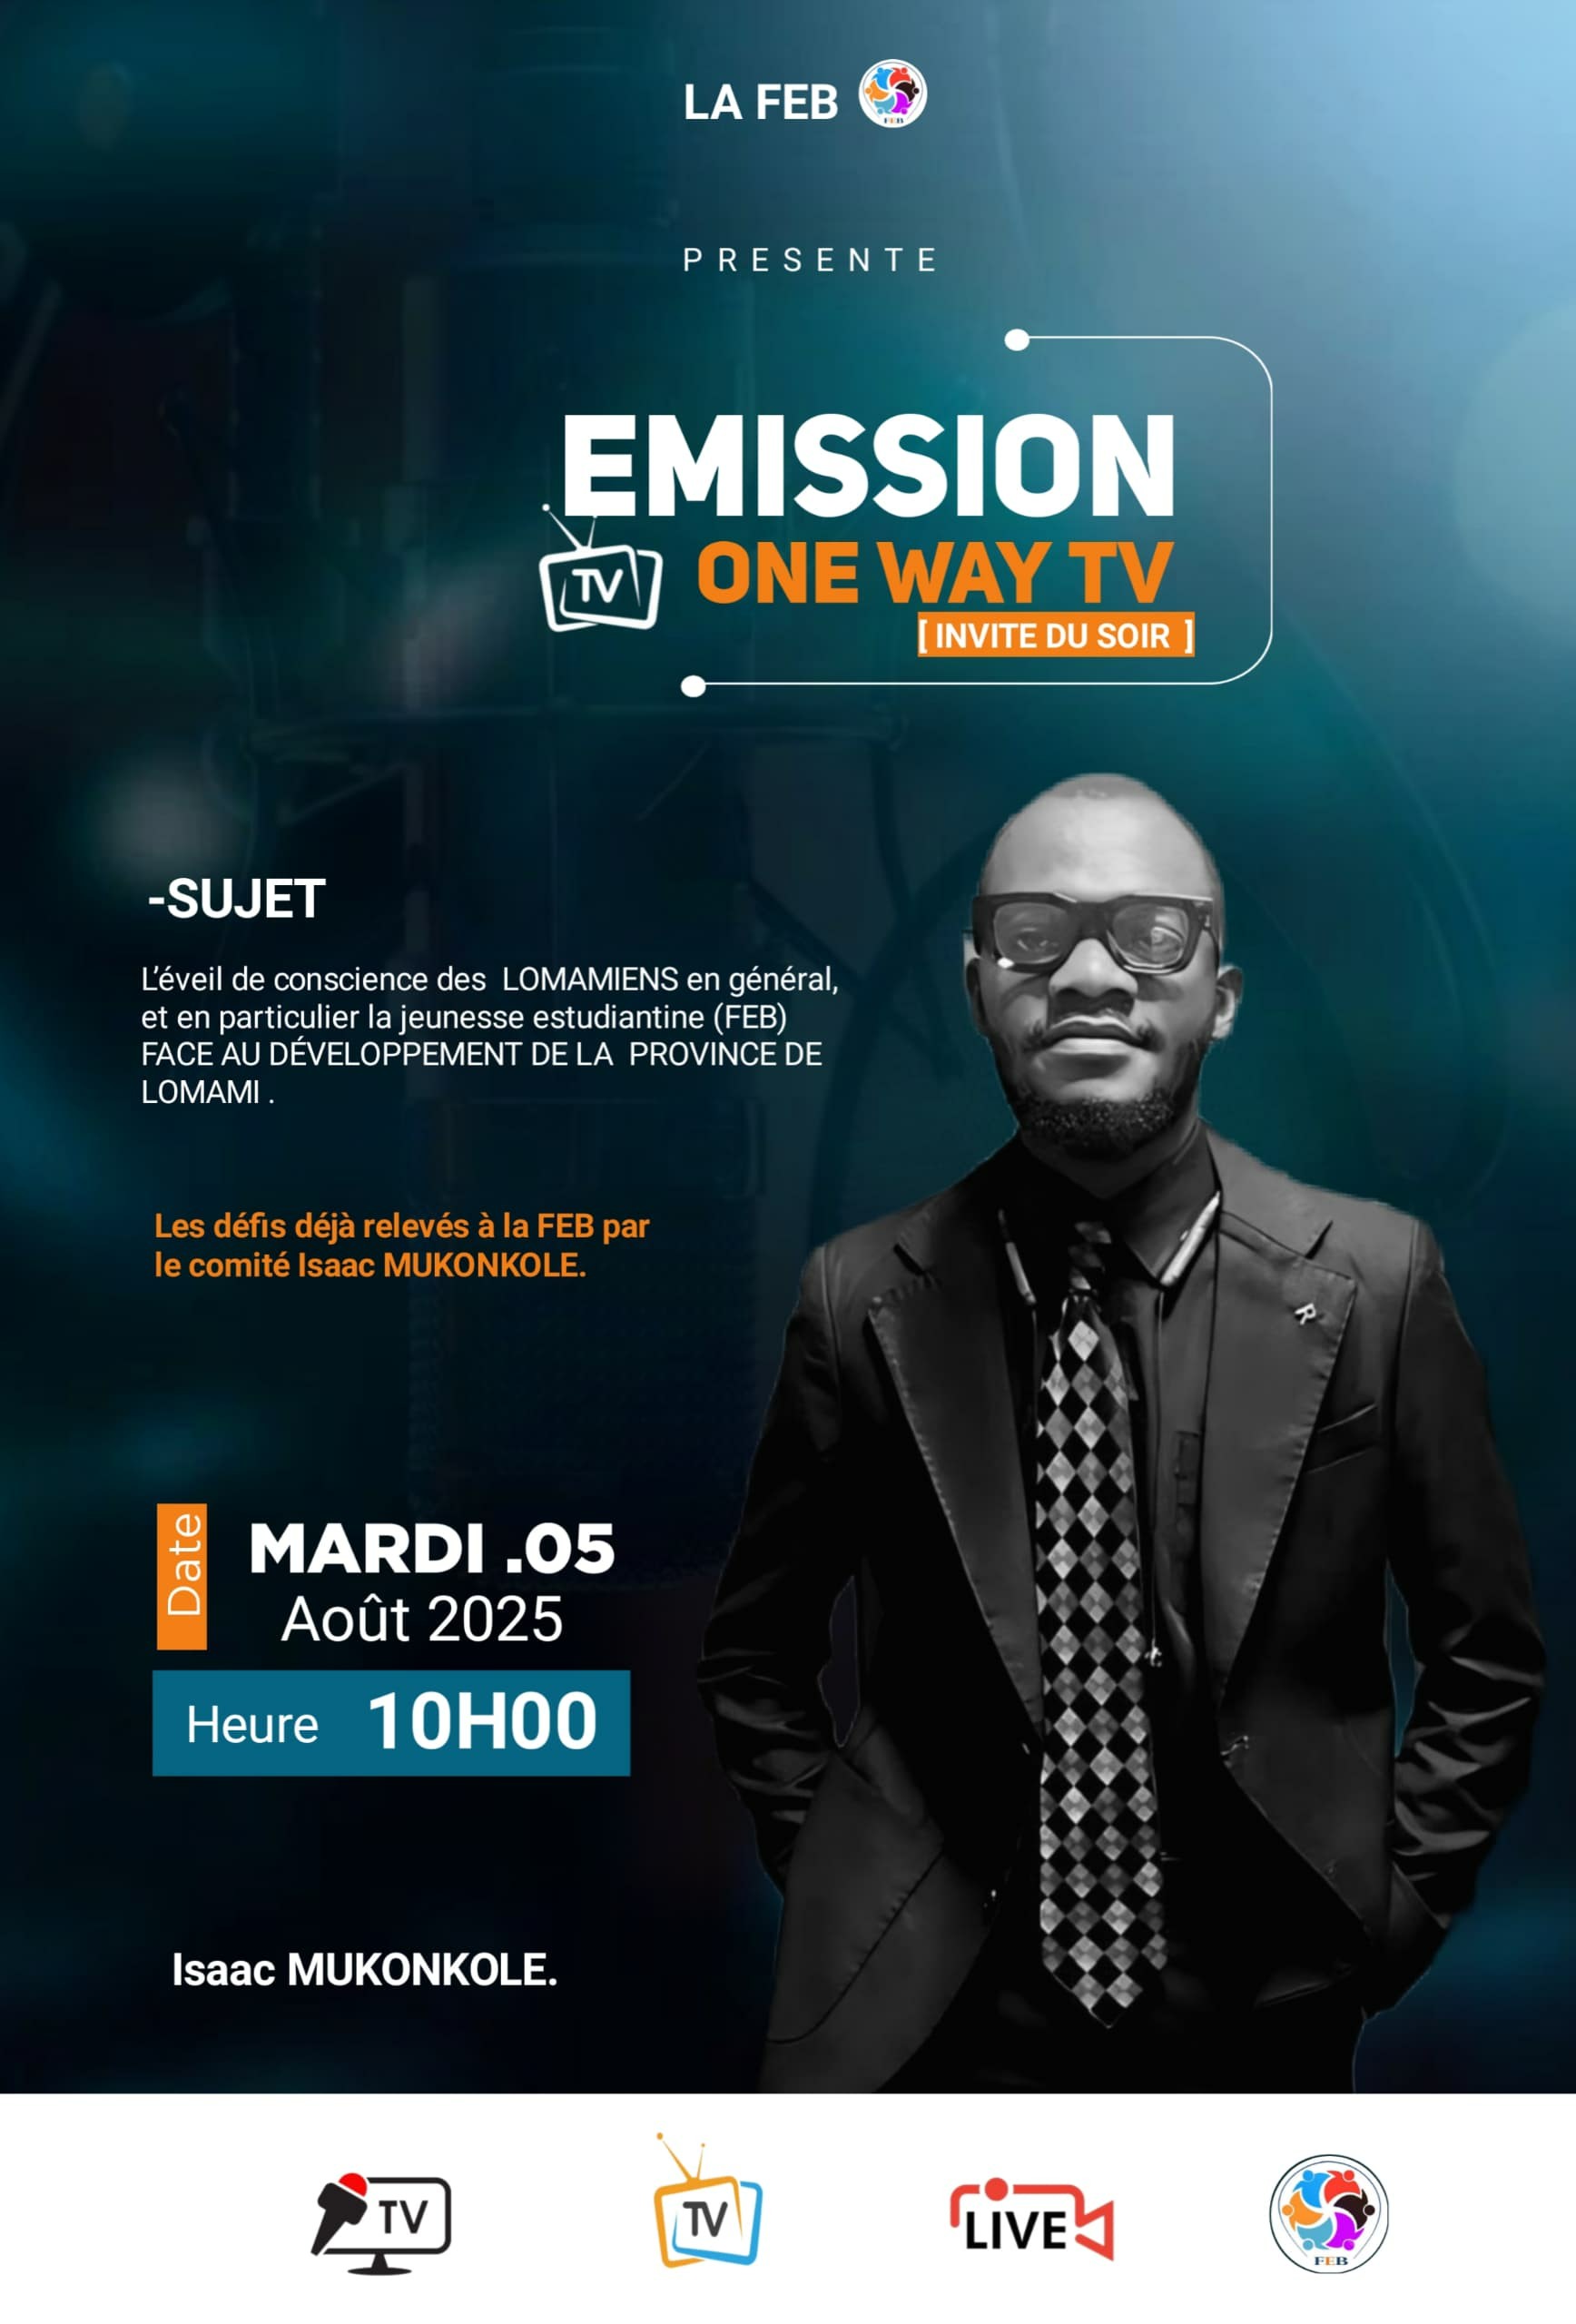 LA FEB
FEB
PRESENTE
EMISSION
TV
ONE WAY TV
[ INVITE DU SOIR ]
-SUJET
L’éveil de conscience des LOMAMIENS en général,
et en particulier la jeunesse estudiantine (FEB)
FACE AU DÉVELOPPEMENT DE LA PROVINCE DE
LOMAMI .
Les défis déjà relevés à la FEB par
le comité Isaac MUKONKOLE.
R
Date
MARDI .05
Août 2025
Heure 10H00
Isaac MUKONKOLE.
TV
TV
LIVE
FEB